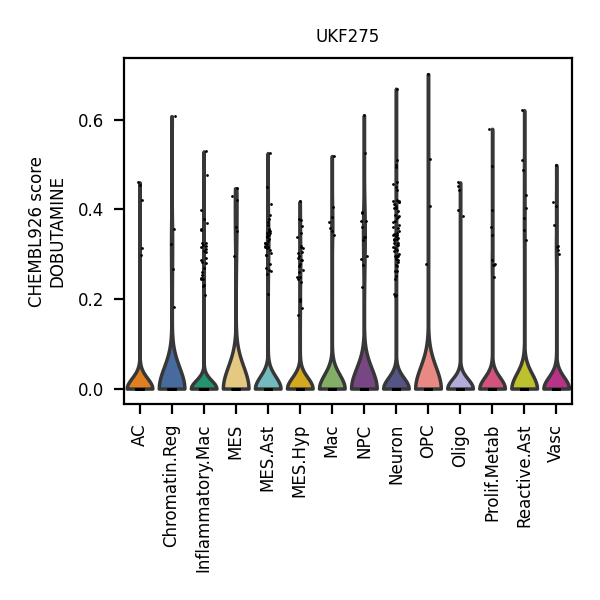 UKF275
CHEMBL926 score
DOBUTAMINE
0.6
0.4
0.2
0.0
AC
Chromatin.Reg
Inflammatory.Mac
MES
MES.Ast
MES.Hyp
Mac
NPC
Neuron
OPC
Oligo
Prolif.Metab
Reactive.Ast
Vasc